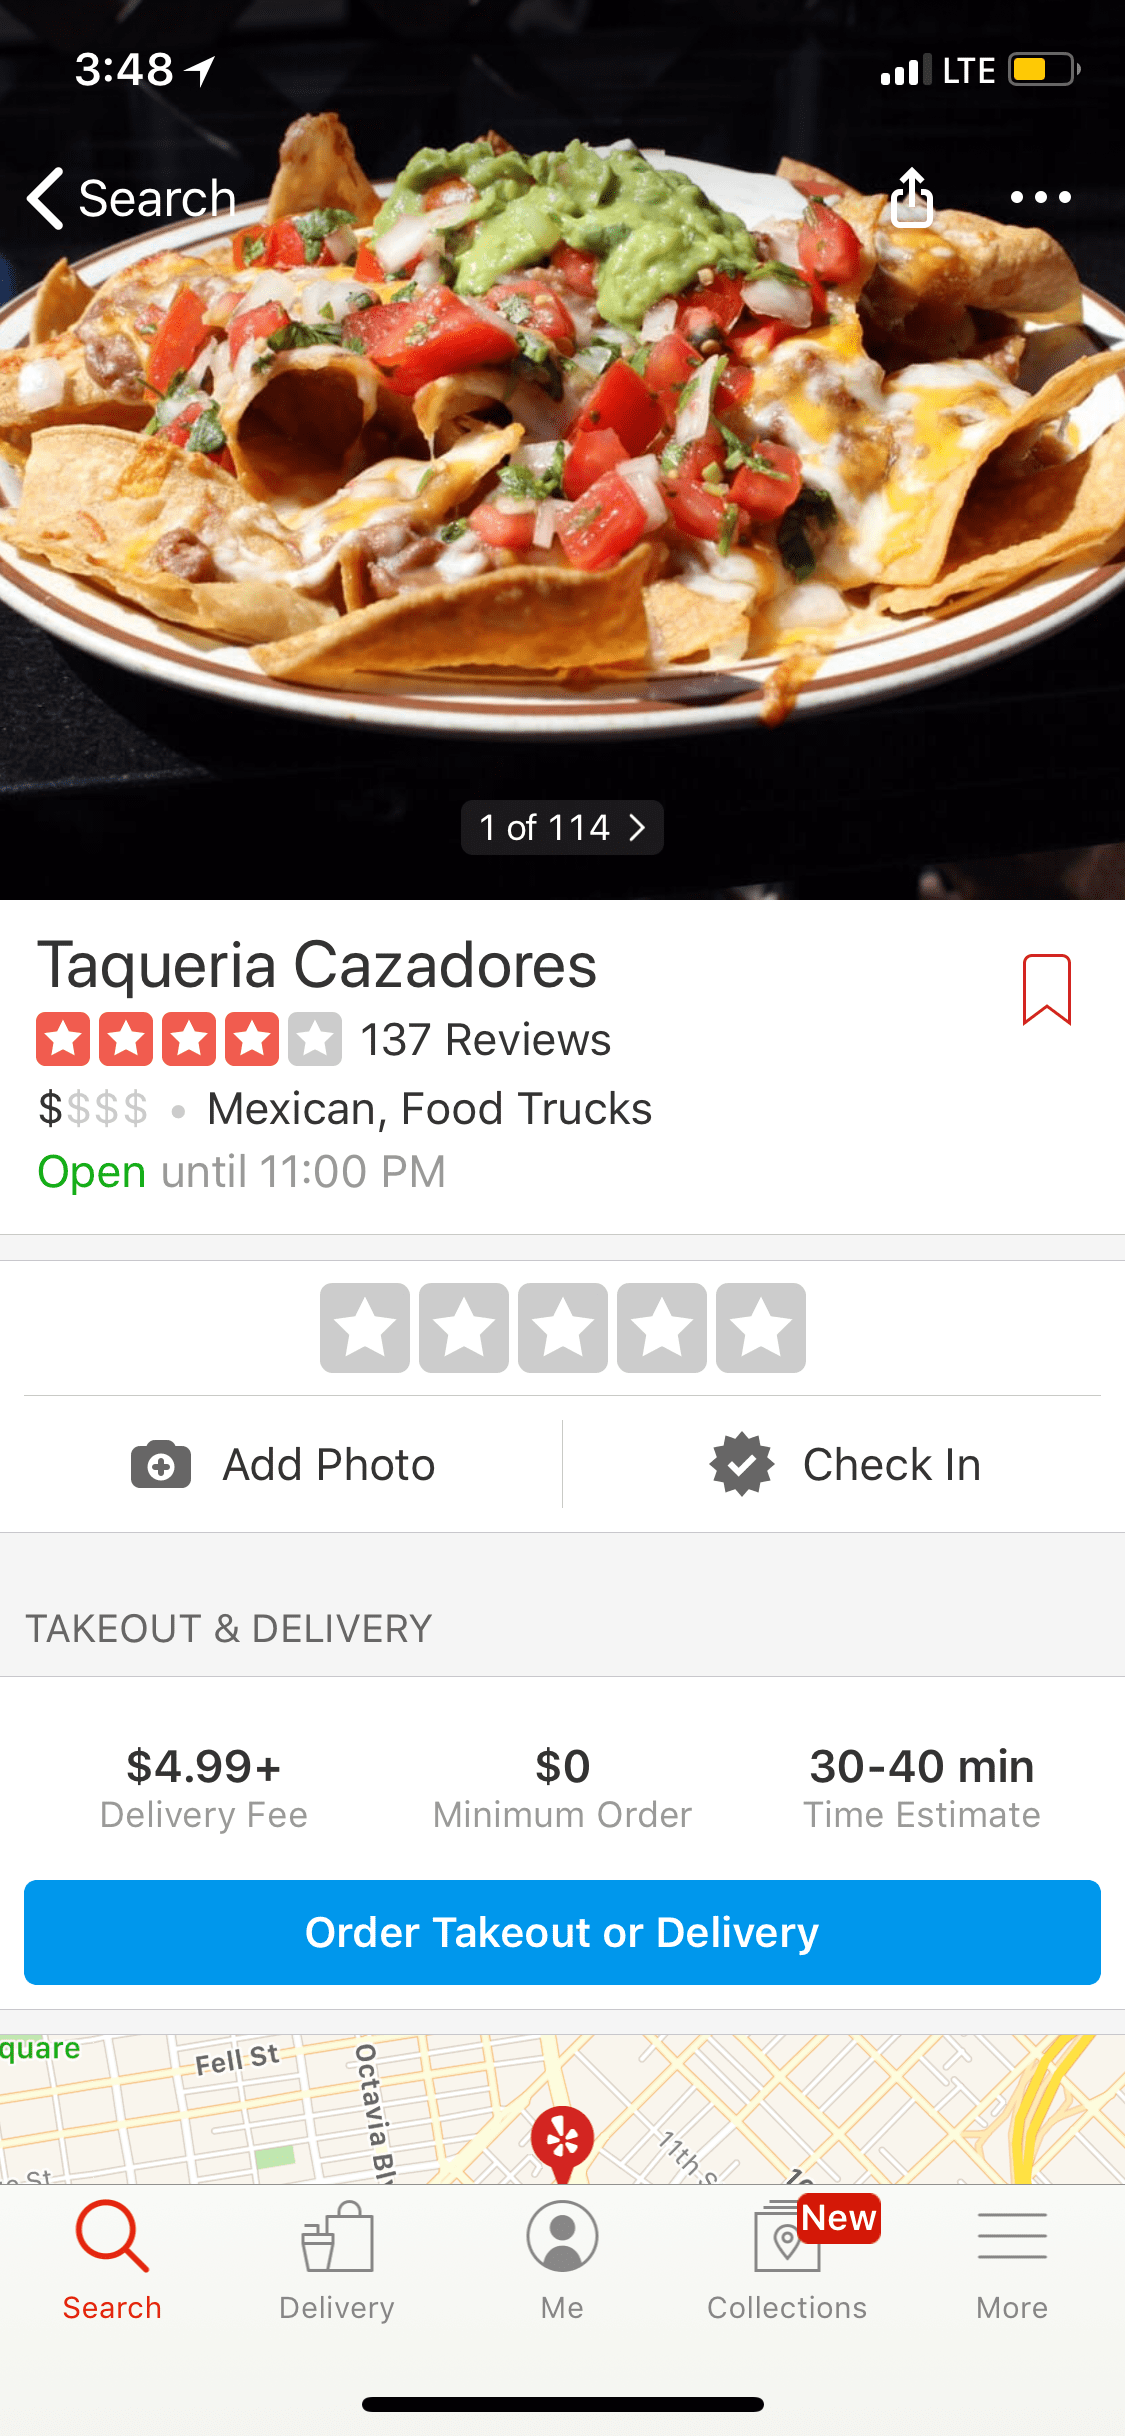 3:48 LTE
Search
1 of 114
Taqueria Cazadores
137 Reviews
$$$$ • Mexican, Food Trucks
Open until 11:00 PM
Add Photo
Check In
TAKEOUT & DELIVERY
$4.99+
Delivery Fee
$0
Minimum Order
30-40 min
Time Estimate
Order Takeout or Delivery
quare
Fell St
Octavia Bl
11th S
St
New
Search
Delivery
Me
Collections
More